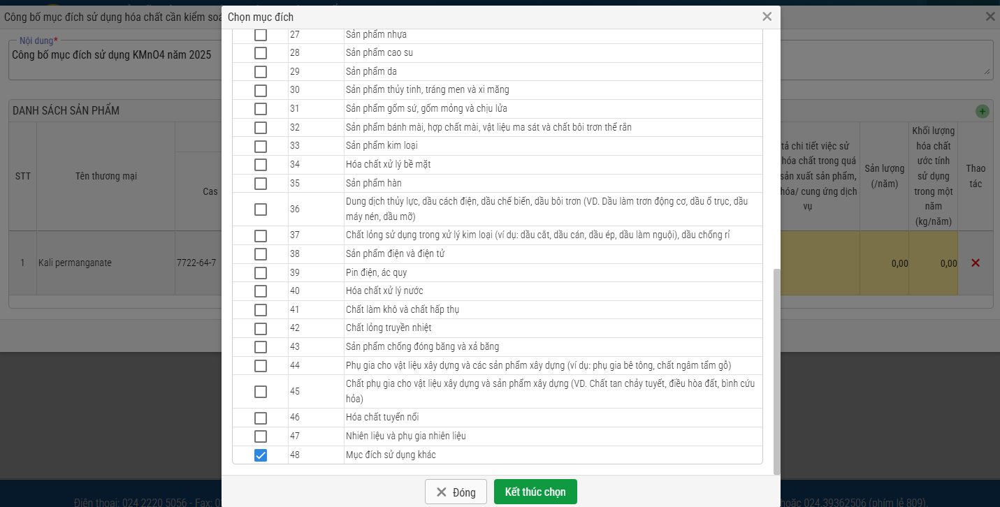 Công bố mục đích sử dụng hóa chất cần kiểm soá
Chọn mục đích
Nội dung*
Công bố mục đích sử dụng KMnO4 năm 2025
DANH SÁCH SẢN PHẨM
STT
Tên thương mại
Cas
tả chi tiết việc sử
hóa chất trong quá
sản xuất sản phẩm,
hóa/ cung ứng dịch
vụ
Sản lượng
(/năm)
Khối lượng
hóa chất
ước tính
sử dụng
trong một
năm
(kg/năm)
Thao
tác
1 Kali permanganate 7722-64-7 0,00 0,00
27 Sản phẩm nhựa
28 Sản phẩm cao su
29 Sản phẩm da
30 Sản phẩm thủy tinh, tráng men và xi măng
31 Sản phẩm gốm sứ, gốm mỏng và chịu lửa
32 Sản phẩm bánh mài, hợp chất mài, vật liệu ma sát và chất bôi trơn thể rắn
33 Sản phẩm kim loại
34 Hóa chất xử lý bề mặt
35 Sản phẩm hàn
36 Dung dịch thủy lực, dầu cách điện, dầu chế biến, dầu bôi trơn (VD. Dầu làm trơn động cơ, dầu ổ trục, dầu
máy nén, dầu mỡ)
37 Chất lỏng sử dụng trong xử lý kim loại (ví dụ: dầu cắt, dầu cán, dầu ép, dầu làm nguội), dầu chống rỉ
38 Sản phẩm điện và điện tử
39 Pin điện, ác quy
40 Hóa chất xử lý nước
41 Chất làm khô và chất hấp thụ
42 Chất lỏng truyền nhiệt
43 Sản phẩm chống đóng băng và xả băng
44 Phụ gia cho vật liệu xây dựng và các sản phẩm xây dựng (ví dụ: phụ gia bê tông, chất ngâm tẩm gỗ)
45 Chất phụ gia cho vật liệu xây dựng và sản phẩm xây dựng (VD. Chất tan chảy tuyết, điều hòa đất, bình cứu
hỏa)
46 Hóa chất tuyển nổi
47 Nhiên liệu và phụ gia nhiên liệu
48 Mục đích sử dụng khác
Đóng
Kết thúc chọn
Điện thoại: 024 2220 5056 - Fax: 0
hoặc 024.39362506 (phím lẻ 809).